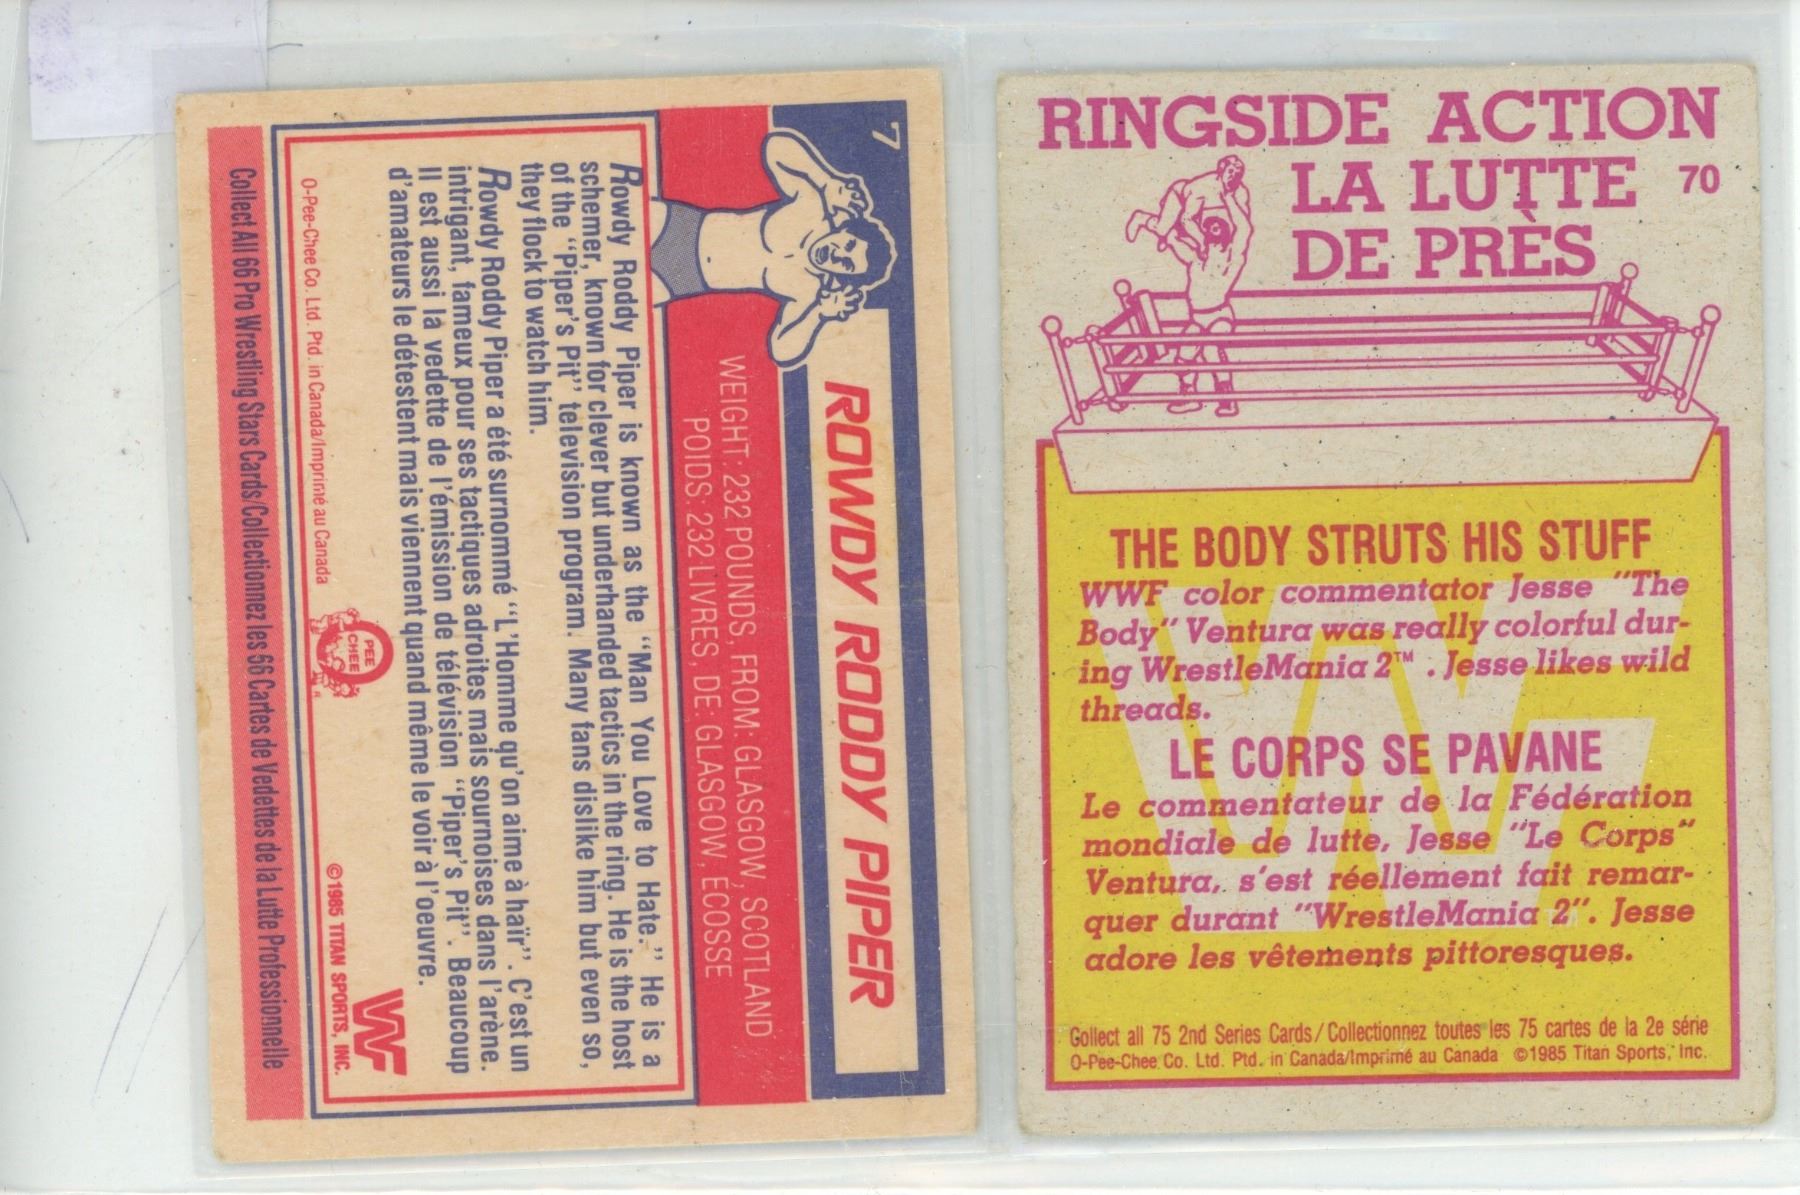 7
ROWDY RODDY PIPER
WEIGHT: 232 POUNDS, FROM: GLASGOW, SCOTLAND
POIDS: 232 LIVRES, DE: GLASGOW, ECOSSE
Rowdy Roddy Piper is known as the "Man You Love to Hate." He is a
schemer, known for clever but underhanded tactics in the ring. He is the host
of the "Piper's Pit" television program. Many fans dislike him but even so,
they flock to watch him.
Rowdy Roddy Piper a été surnommé "L'Homme qu'on aime à haïr". C'est un
intrigant, fameux pour ses tactiques adroites mais sournoises dans l'arène.
Il est aussi la vedette de l'émission de télévision "Piper's Pit". Beaucoup
d'amateurs le détestent mais viennent quand même le voir à l'oeuvre.
O-Pee-Chee Co. Ltd. Ptd. in Canada/Imprimé au Canada
O
PEE
CHEE
©1985 TITAN SPORTS, INC.
WF
Collect All 66 Pro Wrestling Stars Cards/Collectionnez les 66 Cartes de Vedettes de la Lutte Professionnelle
RINGSIDE ACTION
LA LUTTE 70
DE PRÈS
THE BODY STRUTS HIS STUFF
WWF color commentator Jesse "The
Body" Ventura was really colorful dur-
ing WrestleMania 2™. Jesse likes wild
threads.
LE CORPS SE PAVANE
Le commentateur de la Fédération
mondiale de lutte, Jesse "Le Corps"
Ventura, s'est réellement fait remar-
quer durant "WrestleMania 2". Jesse
adore les vêtements pittoresques.
Collect all 75 2nd Series Cards/Collectionnez toutes les 75 cartes de la 2e série
O-Pee-Chee Co. Ltd. Ptd. in Canada/Imprimé au Canada ©1985 Titan Sports, Inc.